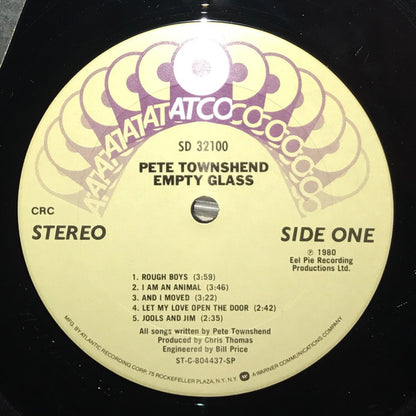 ATCO
SD 32100
PETE TOWNSHEND
EMPTY GLASS
CRC
STEREO
SIDE ONE
℗ 1980
Eel Pie Recording
Productions Ltd.
1. ROUGH BOYS (3:59)
2. I AM AN ANIMAL (3:46)
3. AND I MOVED (3:22)
4. LET MY LOVE OPEN THE DOOR (2:42)
5. JOOLS AND JIM (2:35)
All songs written by Pete Townshend
Produced by Chris Thomas
Engineered by Bill Price
ST-C-804437-SP
MFG. BY ATLANTIC RECORDING CORP. 75 ROCKEFELLER PLAZA, N.Y. N.Y. A WARNER COMMUNICATIONS COMPANY